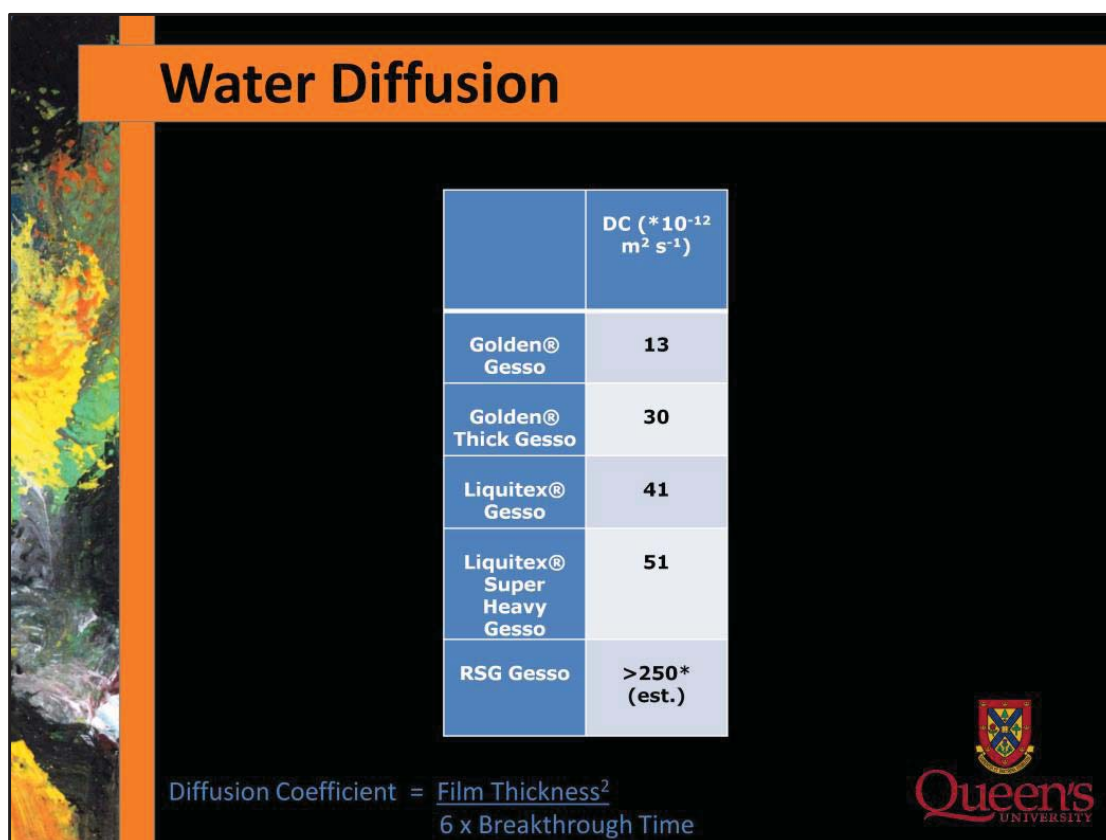 Water Diffusion
DC (*10⁻¹²
m² s⁻¹)
Golden®
Gesso
13
Golden®
Thick Gesso
30
Liquitex®
Gesso
41
Liquitex®
Super
Heavy
Gesso
51
RSG Gesso
>250*
(est.)
Diffusion Coefficient = Film Thickness²
6 x Breakthrough Time
Queen's
UNIVERSITY